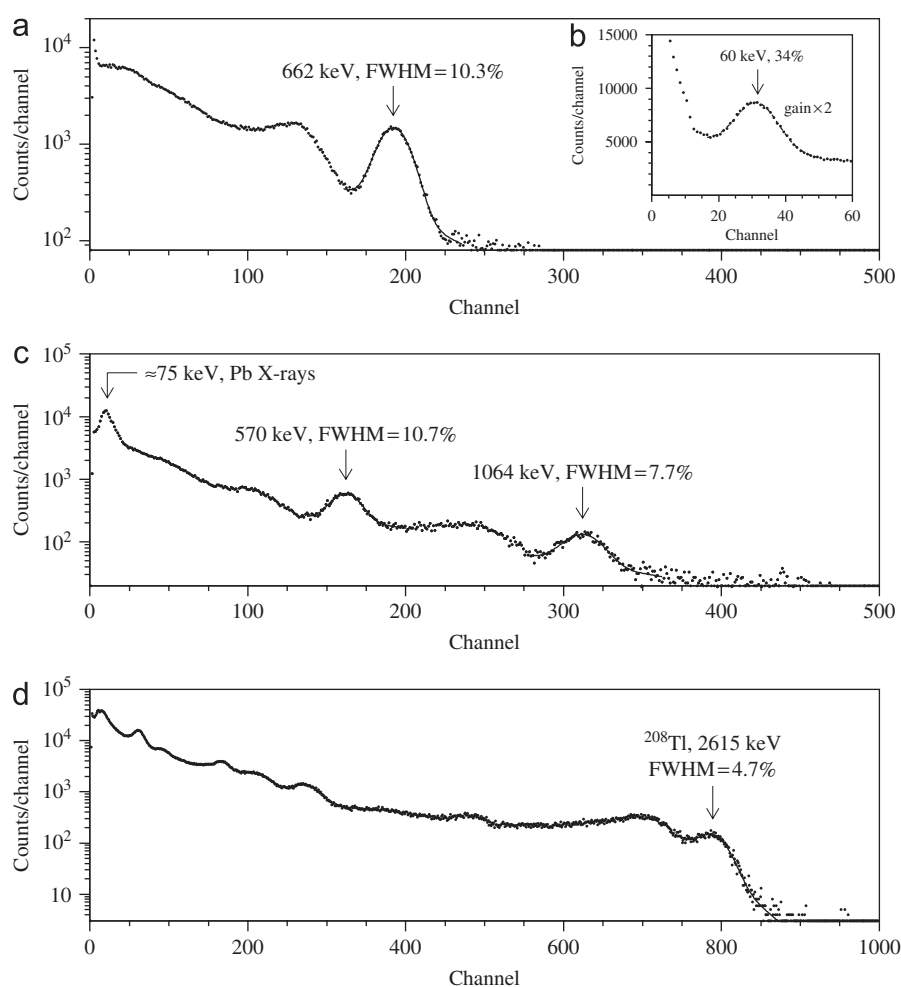 a
10⁴
10³
10²
Counts/channel
662 keV, FWHM=10.3%
0 100 200 300 400 500
Channel
b
15000
10000
5000
Counts/channel
60 keV, 34%
gain×2
0 20 40 60
Channel
c
10⁵
10⁴
10³
10²
Counts/channel
≈75 keV, Pb X-rays
570 keV, FWHM=10.7%
1064 keV, FWHM=7.7%
0 100 200 300 400 500
Channel
d
10⁵
10⁴
10³
10²
10
Counts/channel
²⁰⁸Tl, 2615 keV
FWHM=4.7%
0 200 400 600 800 1000
Channel